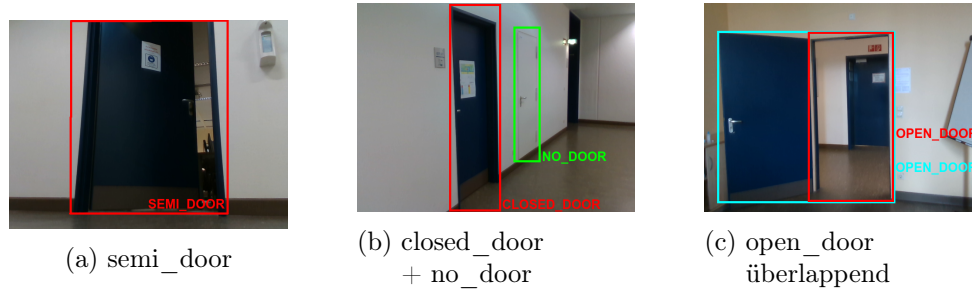 SEMI_DOOR
NO_DOOR
CLOSED_DOOR
OPEN_DOOR
OPEN_DOOR
(a) semi_door
(b) closed_door
+ no_door
(c) open_door
überlappend